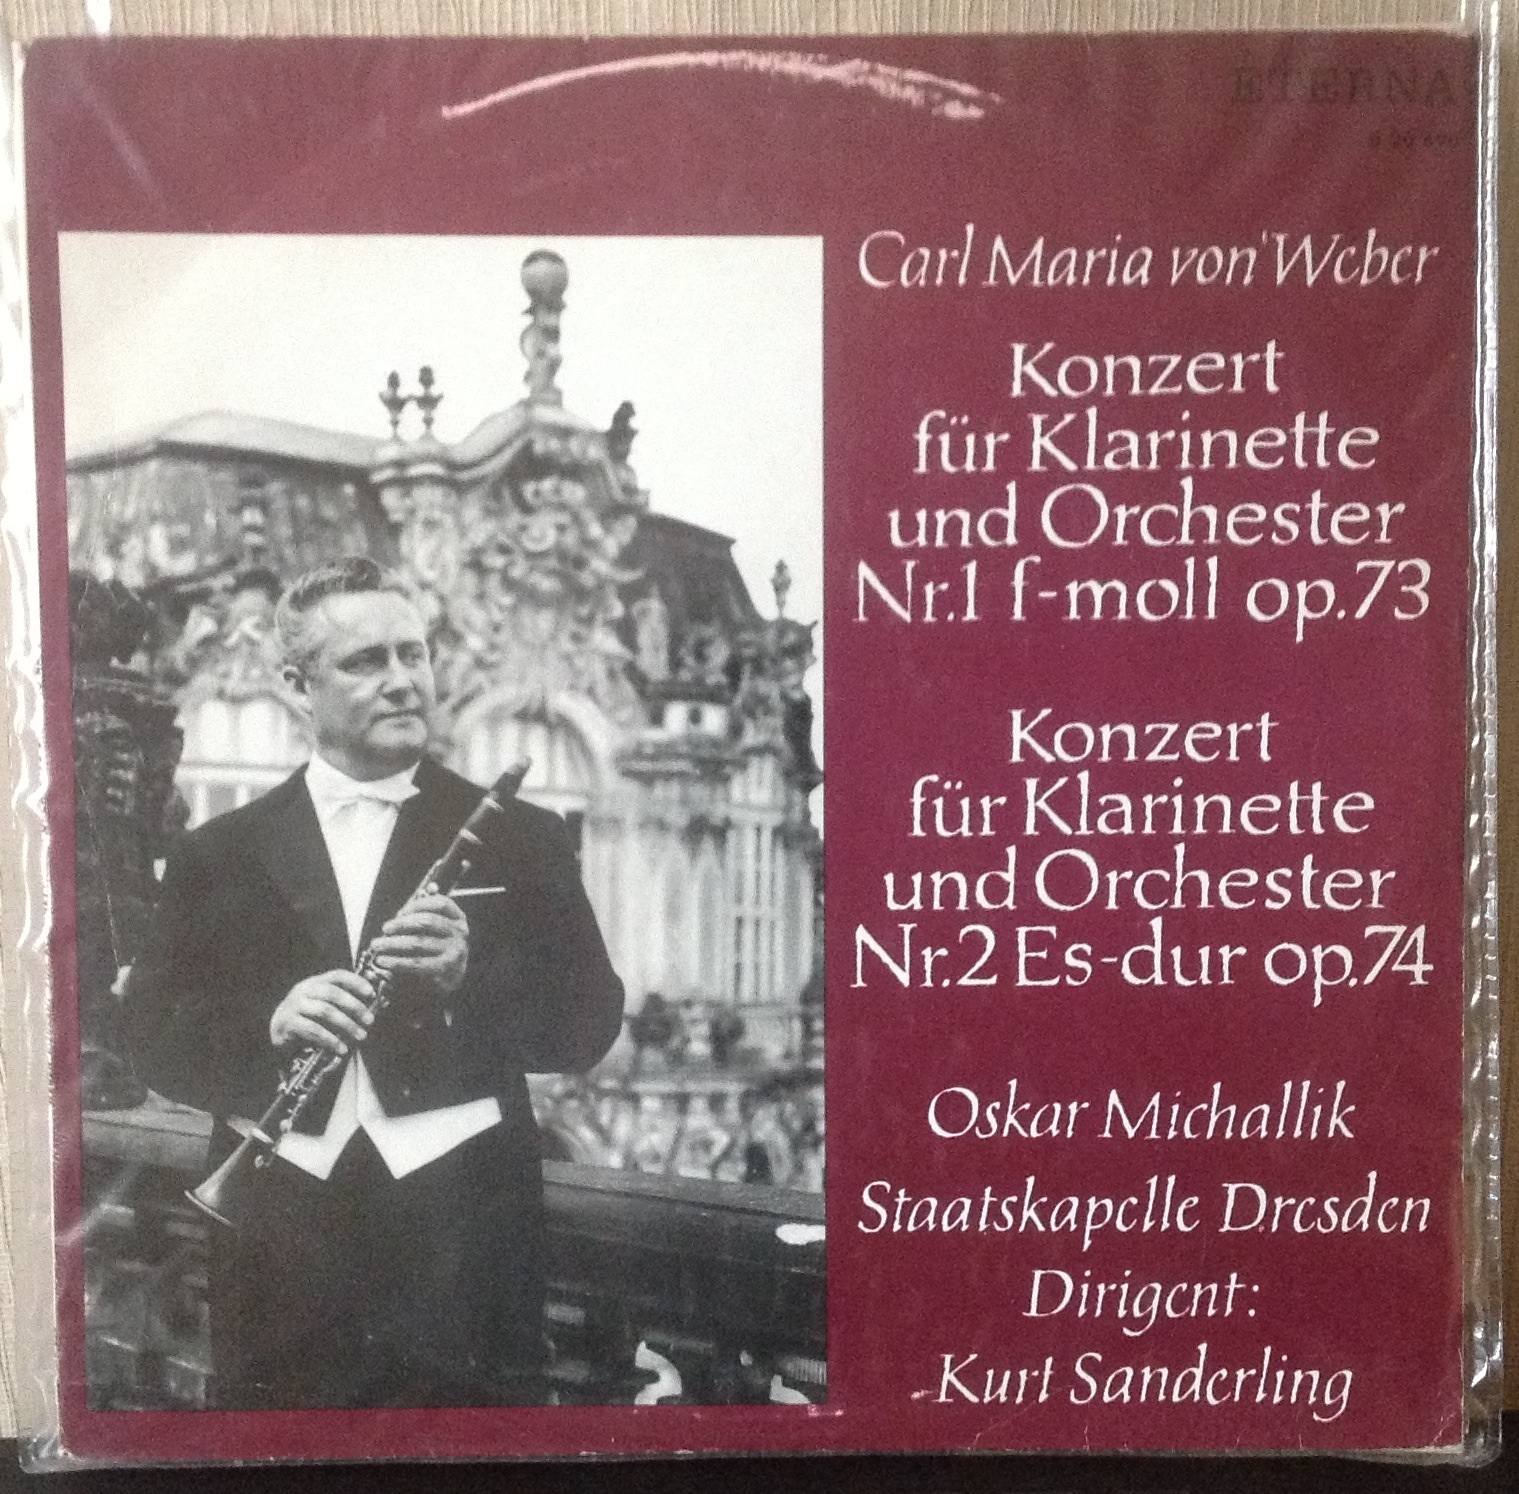 ETERNA
Carl Maria von Weber
Konzert
für Klarinette
und Orchester
Nr.1 f-moll op.73
Konzert
für Klarinette
und Orchester
Nr.2 Es-dur op.74
Oskar Michallik
Staatskapelle Dresden
Dirigent:
Kurt Sanderling